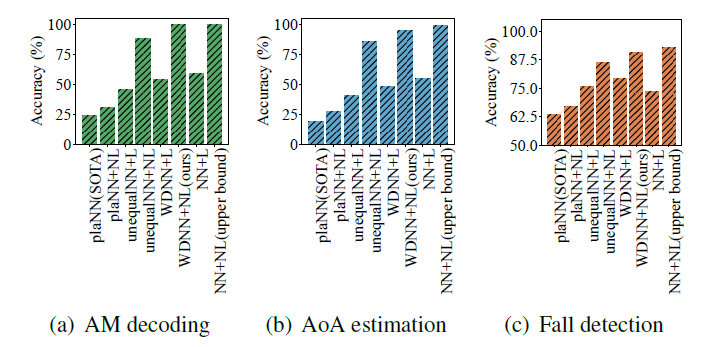 Accuracy (%)
100
75
50
25
0
plaNN(SOTA)
plaNN+NL
unequalNN+L
unequalNN+NL
WDNN+L
WDNN+NL(ours)
NN+L
NN+NL(upper bound)
(a) AM decoding
Accuracy (%)
100
75
50
25
0
plaNN(SOTA)
plaNN+NL
unequalNN+L
unequalNN+NL
WDNN+L
WDNN+NL(ours)
NN+L
NN+NL(upper bound)
(b) AoA estimation
Accuracy (%)
100.0
87.5
75.0
62.5
50.0
plaNN(SOTA)
plaNN+NL
unequalNN+L
unequalNN+NL
WDNN+L
WDNN+NL(ours)
NN+L
NN+NL(upper bound)
(c) Fall detection